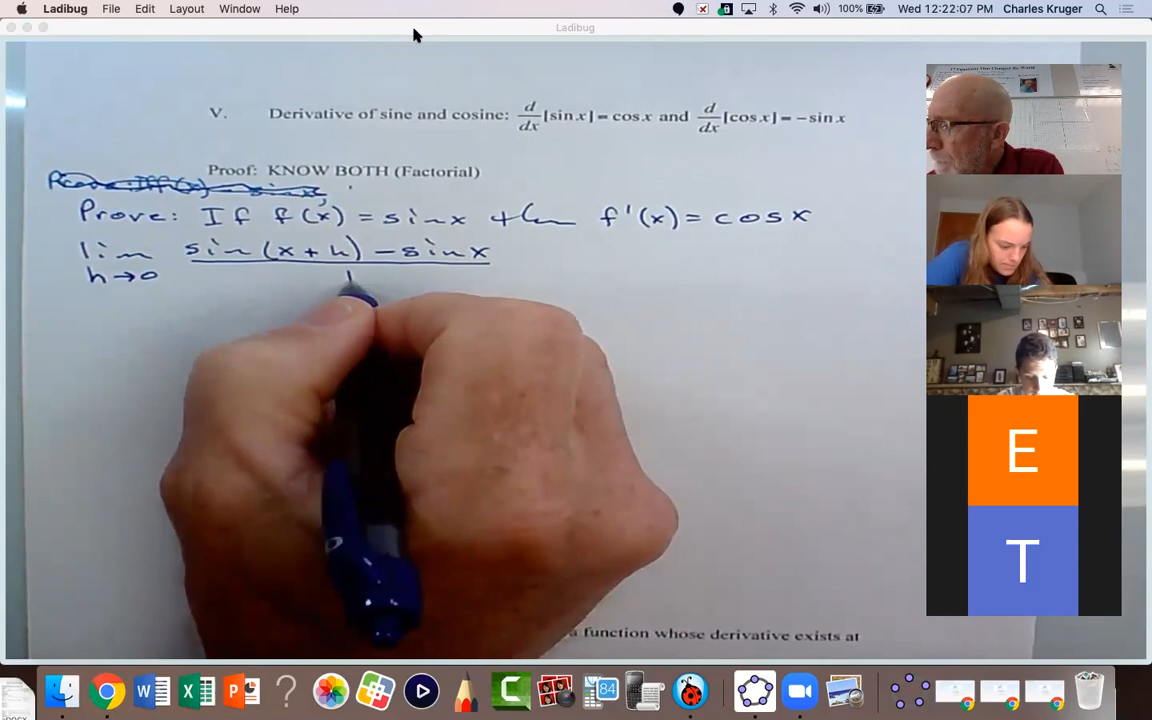 Ladibug File Edit Layout Window Help 100% Wed 12:22:07 PM Charles Kruger
Ladibug
V. Derivative of sine and cosine: d/dx [sin x] = cos x and d/dx [cos x] = − sin x
Proof: KNOW BOTH (Factorial)
Prove: If f(x) = sin x then f'(x) = cos x
lim sin(x + h) − sin x
h→0
a function whose derivative exists at
E
T
84